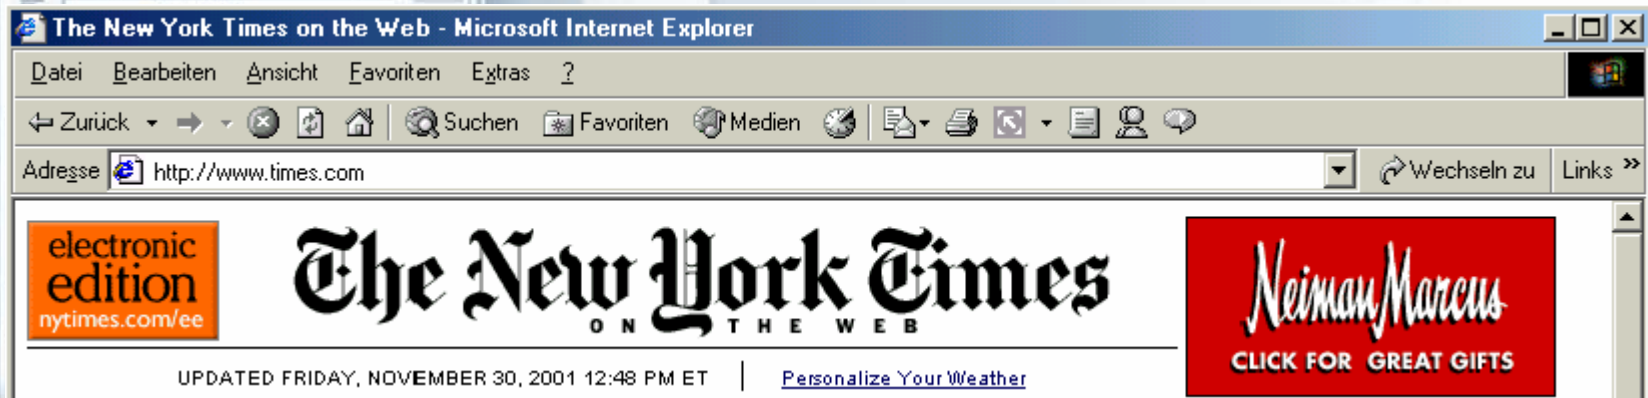 The New York Times on the Web - Microsoft Internet Explorer
Datei Bearbeiten Ansicht Favoriten Extras ?
Zurück Suchen Favoriten Medien
Adresse http://www.times.com Wechseln zu Links »
electronic
edition
nytimes.com/ee
The New York Times
ON THE WEB
Neiman Marcus
CLICK FOR GREAT GIFTS
UPDATED FRIDAY, NOVEMBER 30, 2001 12:48 PM ET | Personalize Your Weather